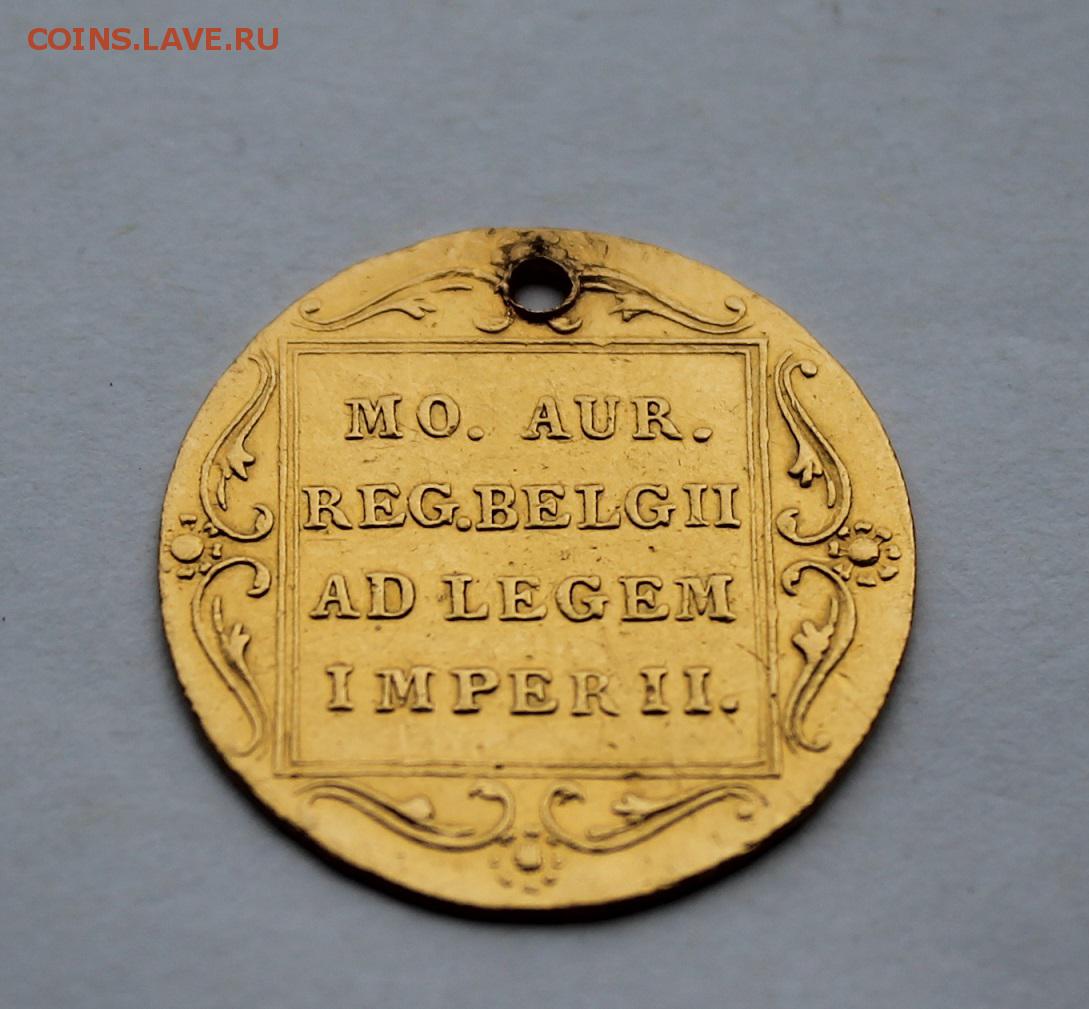 COINS.LAVE.RU
MO. AUR.
REG.BELGII
AD LEGEM
IMPERII.